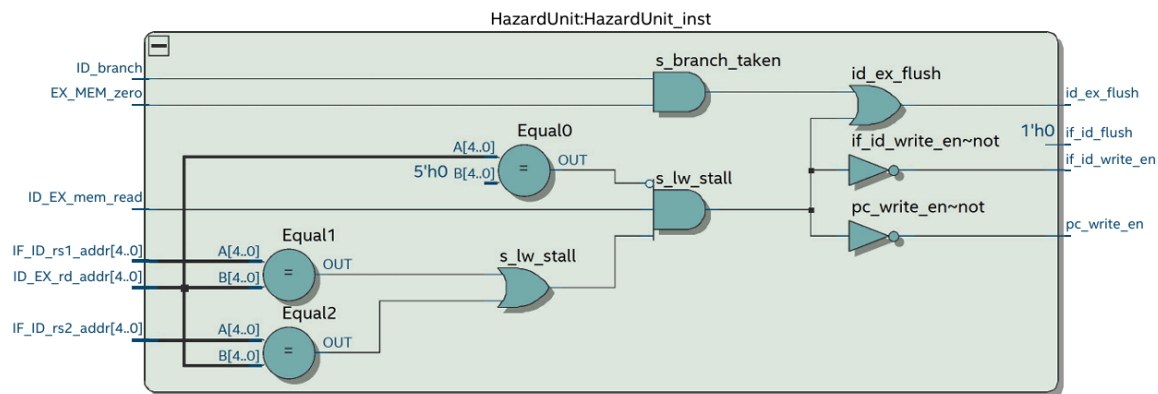 HazardUnit:HazardUnit_inst
ID_branch
EX_MEM_zero
s_branch_taken
id_ex_flush
id_ex_flush
1'h0
if_id_flush
if_id_write_en~not
if_id_write_en
Equal0
A[4..0]
5'h0
B[4..0]
=
OUT
s_lw_stall
ID_EX_mem_read
pc_write_en~not
pc_write_en
IF_ID_rs1_addr[4..0]
ID_EX_rd_addr[4..0]
Equal1
A[4..0]
B[4..0]
=
OUT
s_lw_stall
IF_ID_rs2_addr[4..0]
Equal2
A[4..0]
B[4..0]
=
OUT